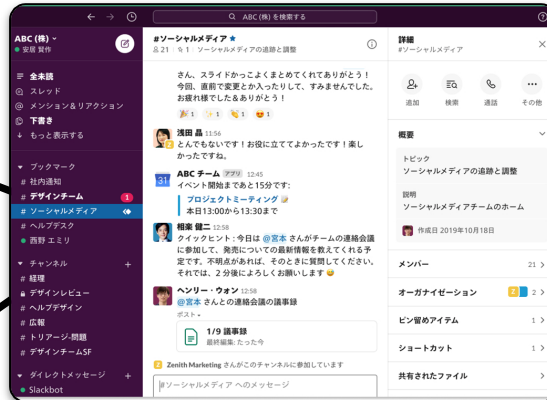 ABC (株) を検索する
ABC (株)
安居 賢作
全未読
スレッド
メンション＆リアクション
下書き
もっと表示する
ブックマーク
# 社内通知
# デザインチーム 1
# ソーシャルメディア
# ヘルプデスク
西野 エミリ
チャンネル +
# 経理
デザインレビュー
# ヘルプデザイン
# 広報
# トリアージ-問題
# デザインチームSF
ダイレクトメッセージ +
Slackbot
#ソーシャルメディア ★
21 | 1 | ソーシャルメディアの追跡と調整
さん、スライドかっこよくまとめてくれてありがとう！
今回、直前で変更とか入ったりして、すみませんでした。
お疲れ様でした＆ありがとう！
1 1 1 1
浅田 晶 11:56
とんでもないです！お役に立ててよかったです！楽し
かったですね。
31
ABC チーム アプリ 12:45
イベント開始まであと15分です:
プロジェクトミーティング
本日13:00から13:30まで
相楽 健二 12:58
クイックヒント : 今日は @宮本 さんがチームの連絡会議
に参加して、発売についての最新情報を教えてくれる予
定です。不明点があれば、そのときに質問してください。
それでは、2 分後によろしくお願いします
ヘンリー・ウォン 12:58
@宮本 さんとの連絡会議の議事録
ポスト
1/9 議事録
最終編集: たった今
Z Zenith Marketing さんがこのチャンネルに参加しています
#ソーシャルメディア へのメッセージ
詳細
#ソーシャルメディア
追加 検索 通話 その他
概要
トピック
ソーシャルメディアの追跡と調整
説明
ソーシャルメディアチームのホーム
作成日 2019年10月18日
メンバー 21
オーガナイゼーション Z 2
ピン留めアイテム 1
ショートカット 1
共有されたファイル